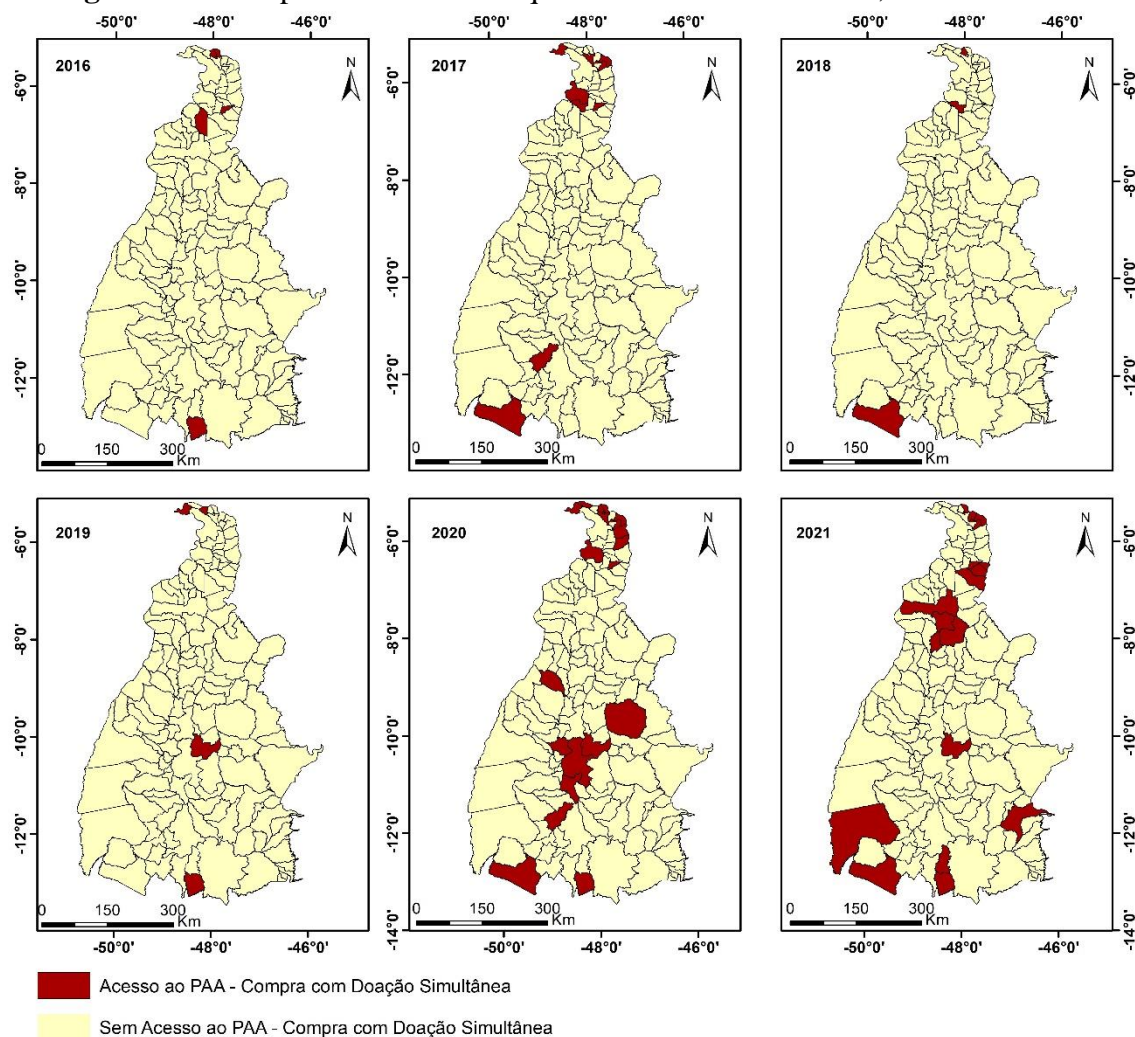 -50°0' -48°0' -46°0' -50°0' -48°0' -46°0' -50°0' -48°0' -46°0'
2016 N 2017 N 2018 N
-6°0' -6°0' -6°0'
-8°0' -8°0' -8°0'
-10°0' -10°0' -10°0'
-12°0' -12°0' -12°0'
0 150 300 0 150 300 0 150 300
Km Km Km
2019 N 2020 N 2021 N
-6°0' -6°0' -6°0'
-8°0' -8°0' -8°0'
-10°0' -10°0' -10°0'
-12°0' -12°0' -12°0'
0 150 300 0 150 300 0 150 300
Km Km Km
-14°0' -14°0'
-50°0' -48°0' -46°0' -50°0' -48°0' -46°0' -50°0' -48°0' -46°0'
Acesso ao PAA - Compra com Doação Simultânea
Sem Acesso ao PAA - Compra com Doação Simultânea